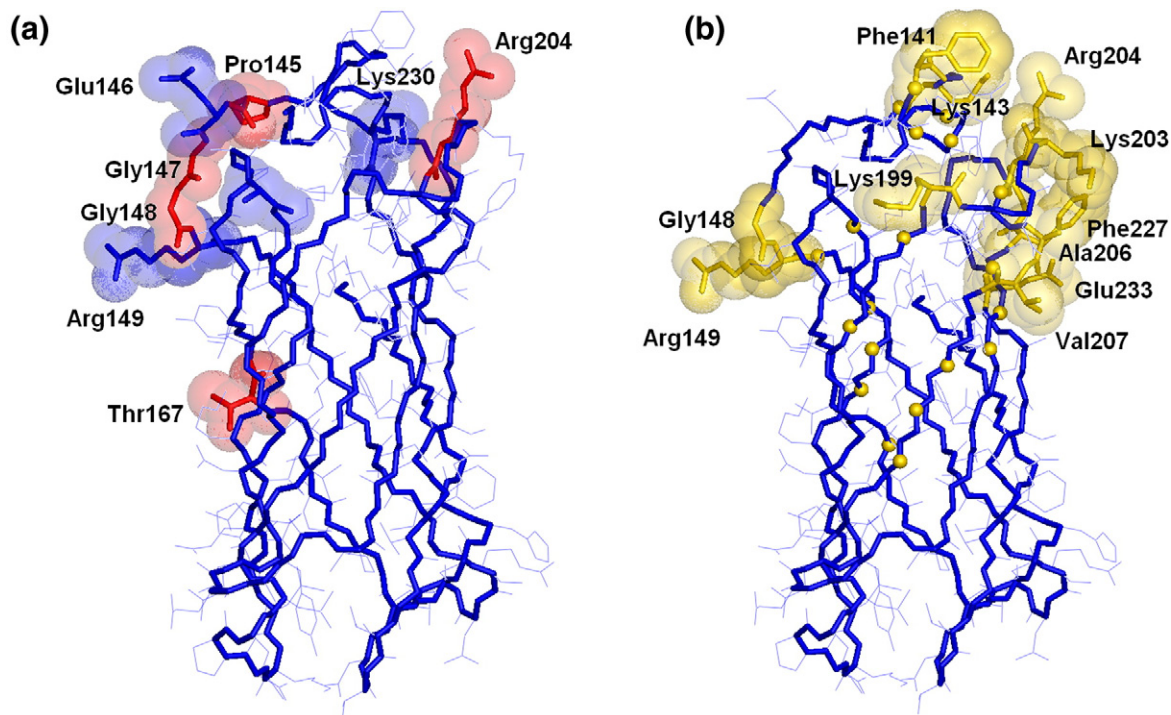 (a)
Arg204
Pro145
Lys230
Glu146
Gly147
Gly148
Arg149
Thr167
(b)
Phe141
Arg204
Lys143
Lys203
Lys199
Gly148
Phe227
Ala206
Glu233
Arg149
Val207